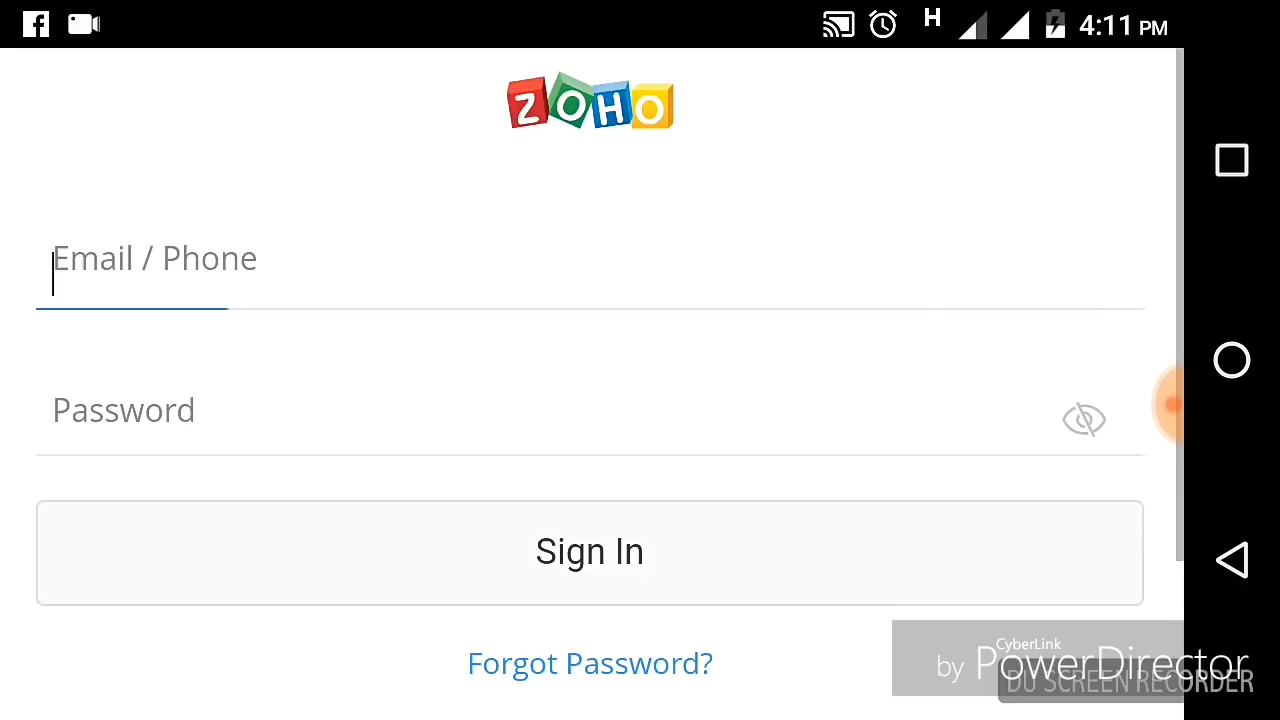 H 4:11 PM
ZOHO
Email / Phone
Password
Sign In
Forgot Password?
CyberLink
by PowerDirector
DU SCREEN RECORDER